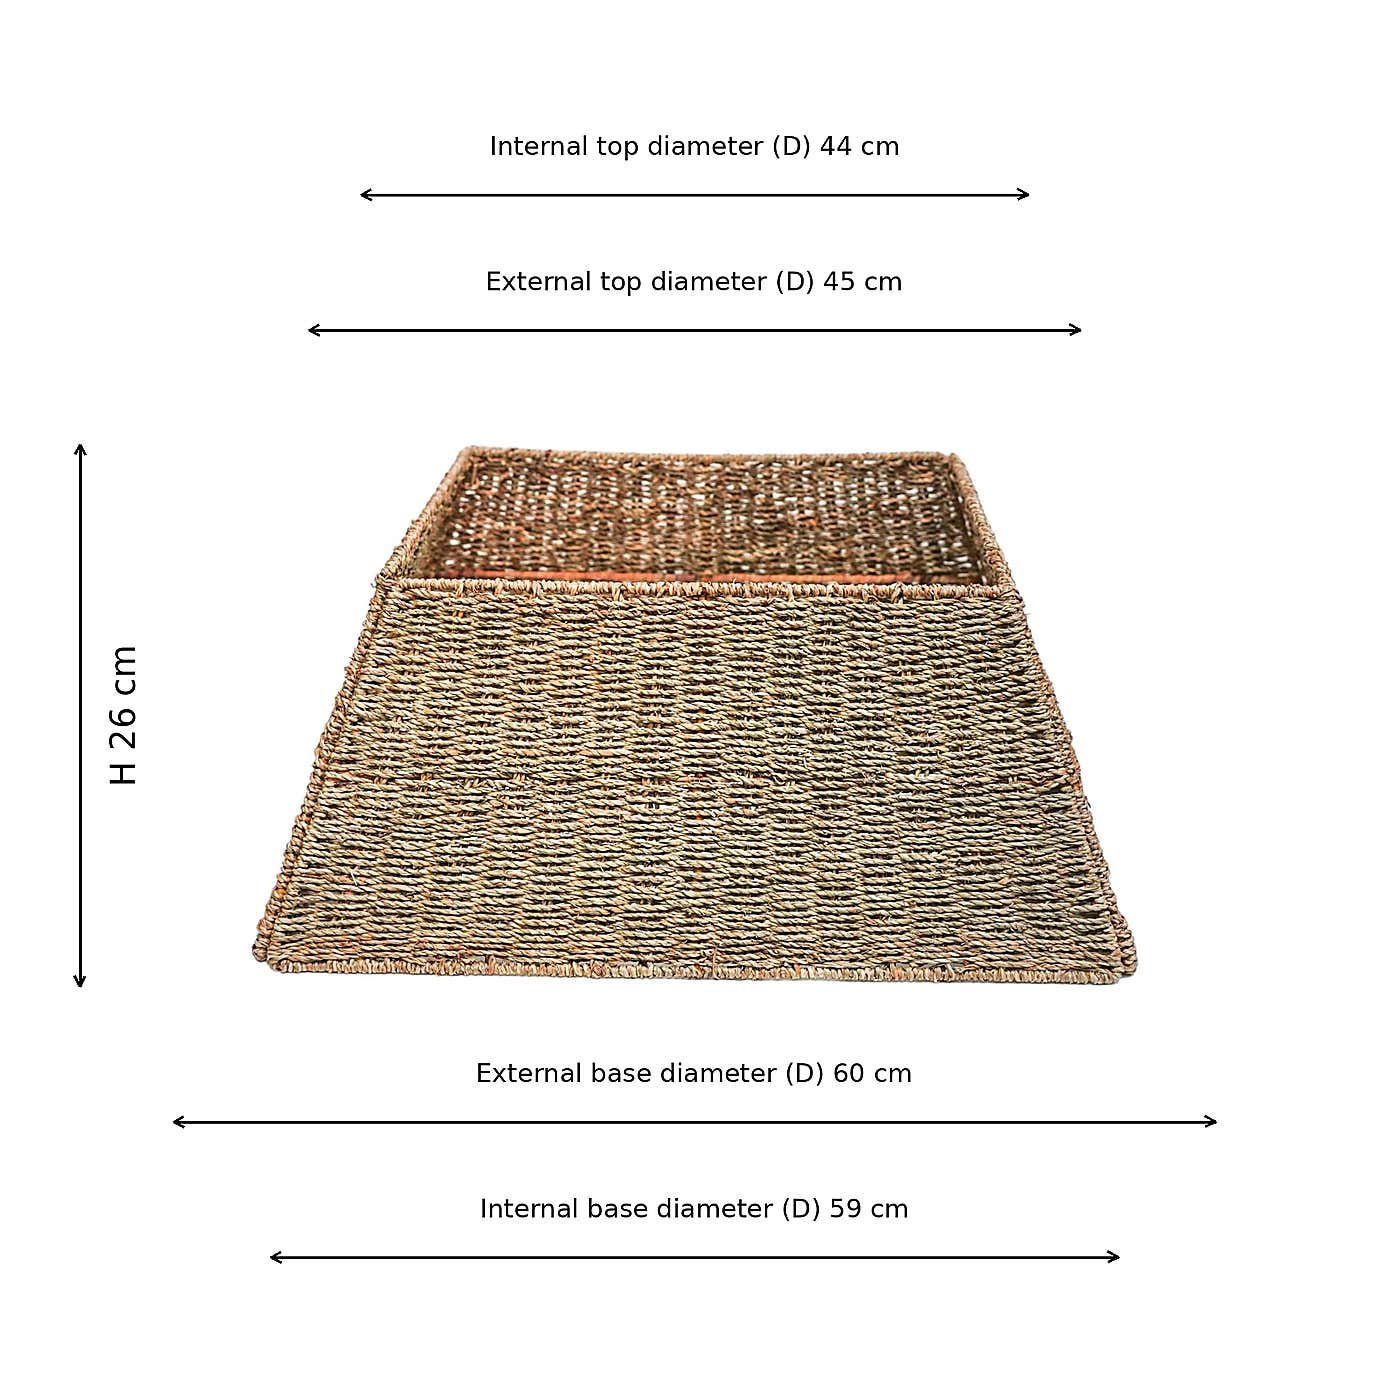 Internal top diameter (D) 44 cm
External top diameter (D) 45 cm
H 26 cm
External base diameter (D) 60 cm
Internal base diameter (D) 59 cm